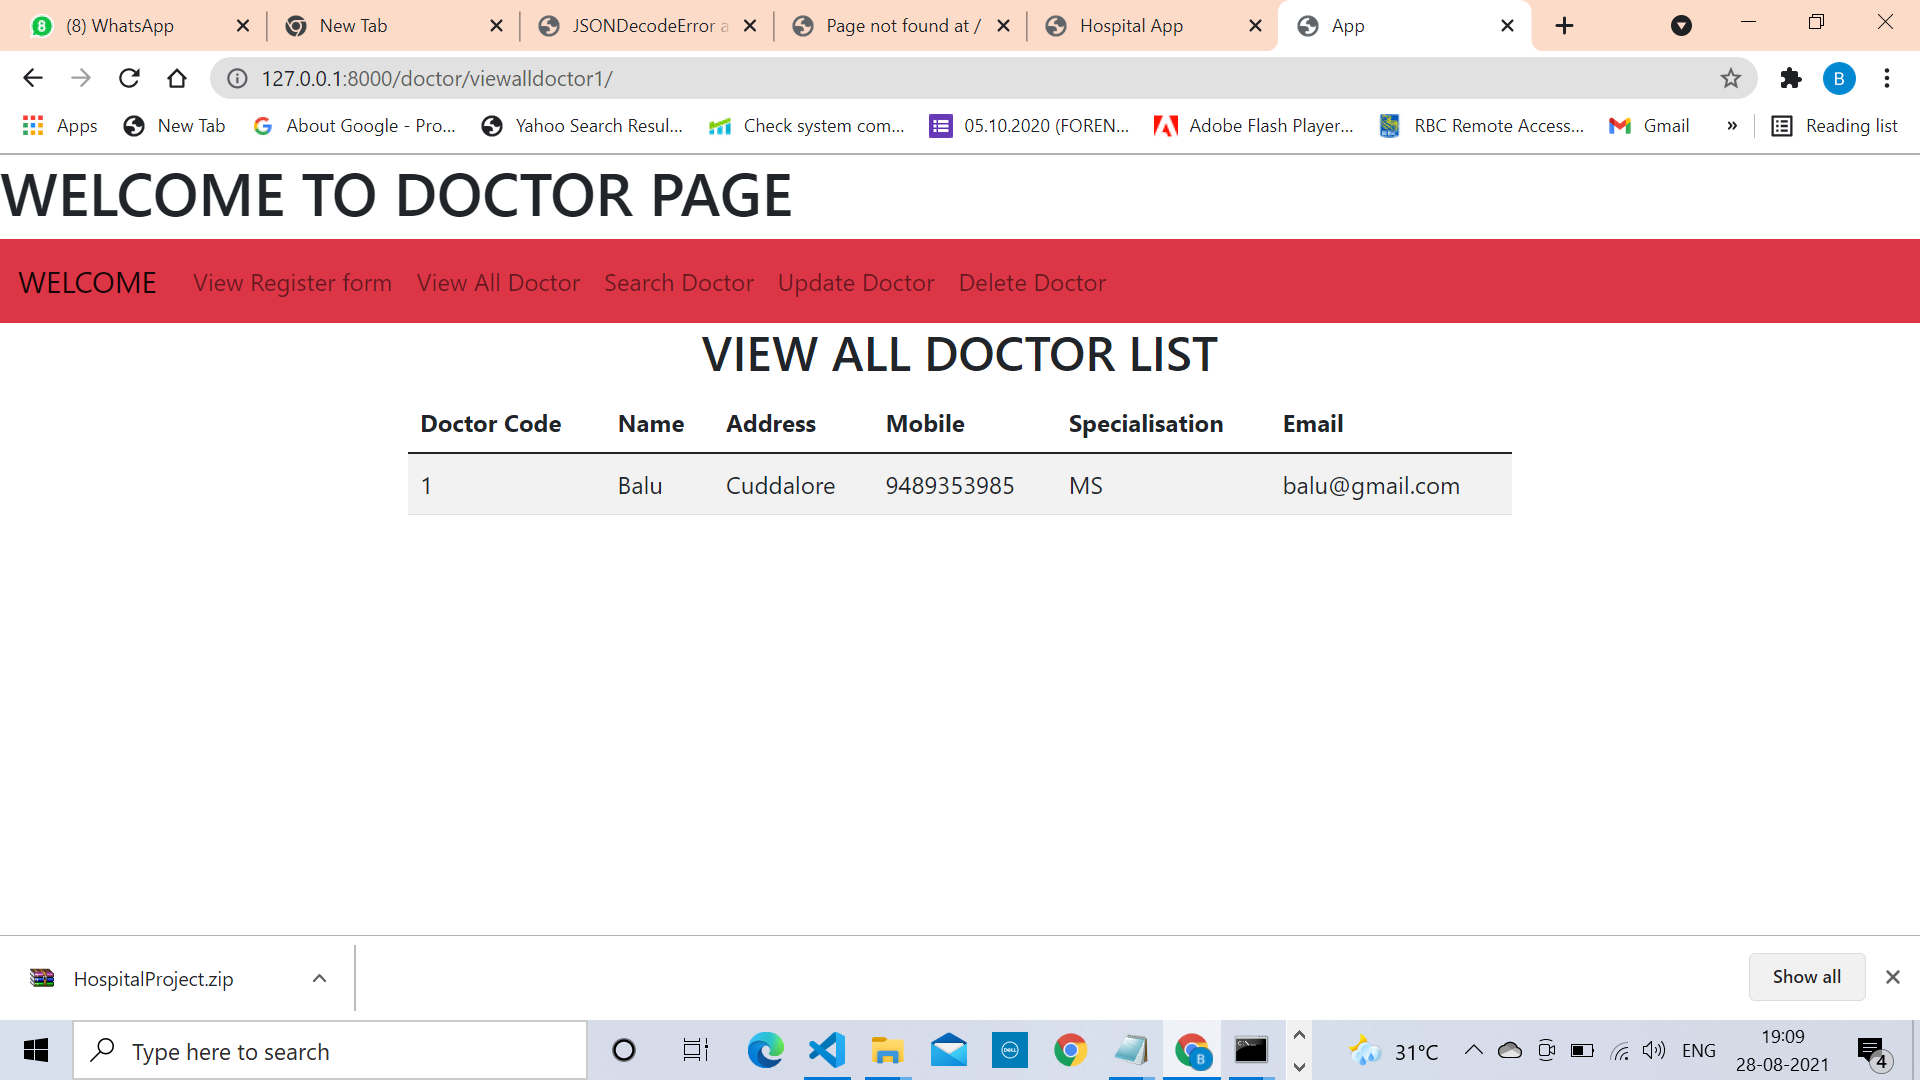 (8) WhatsApp New Tab JSONDecodeError a Page not found at / Hospital App App
127.0.0.1:8000/doctor/viewalldoctor1/ B
Apps New Tab About Google - Pro... Yahoo Search Resul... Check system com... 05.10.2020 (FOREN... Adobe Flash Player... RBC Remote Access... Gmail » Reading list
WELCOME TO DOCTOR PAGE
WELCOME View Register form View All Doctor Search Doctor Update Doctor Delete Doctor
VIEW ALL DOCTOR LIST
Doctor Code Name Address Mobile Specialisation Email
1 Balu Cuddalore 9489353985 MS balu@gmail.com
HospitalProject.zip Show all
Type here to search 31°C ENG 19:09
28-08-2021 4